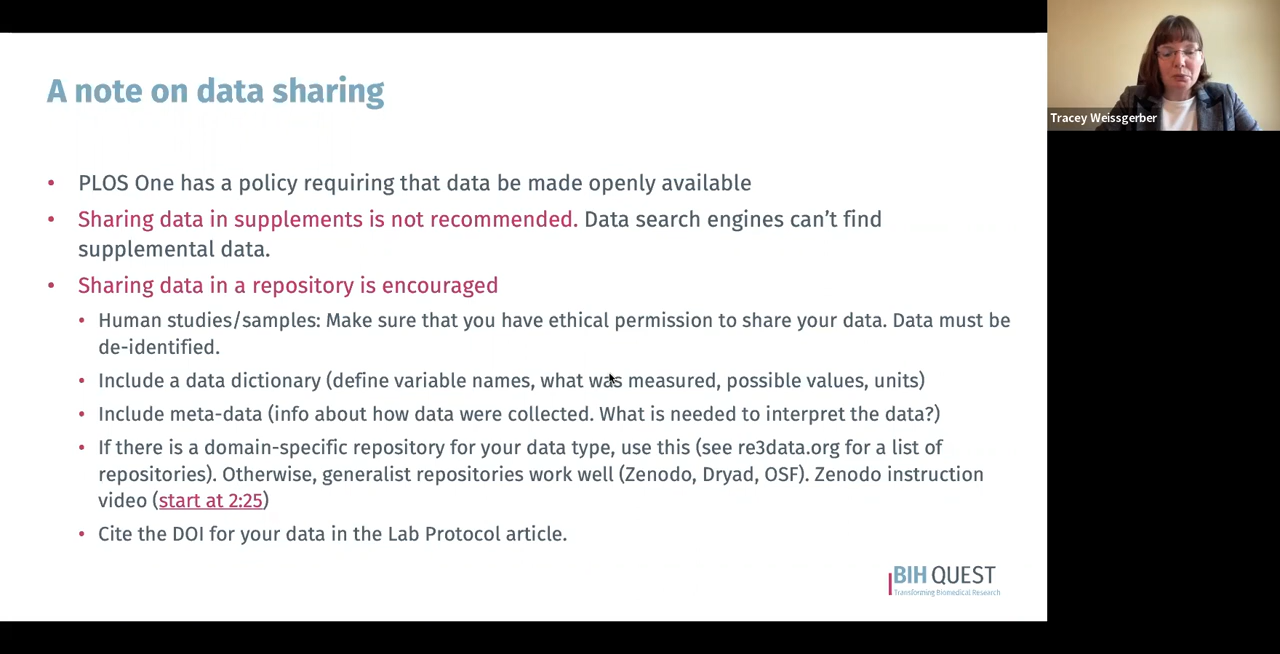 A note on data sharing
• PLOS One has a policy requiring that data be made openly available
• Sharing data in supplements is not recommended. Data search engines can’t find
supplemental data.
• Sharing data in a repository is encouraged
• Human studies/samples: Make sure that you have ethical permission to share your data. Data must be
de-identified.
• Include a data dictionary (define variable names, what was measured, possible values, units)
• Include meta-data (info about how data were collected. What is needed to interpret the data?)
• If there is a domain-specific repository for your data type, use this (see re3data.org for a list of
repositories). Otherwise, generalist repositories work well (Zenodo, Dryad, OSF). Zenodo instruction
video (start at 2:25)
• Cite the DOI for your data in the Lab Protocol article.
BIH QUEST
Transforming Biomedical Research
Tracey Weissgerber